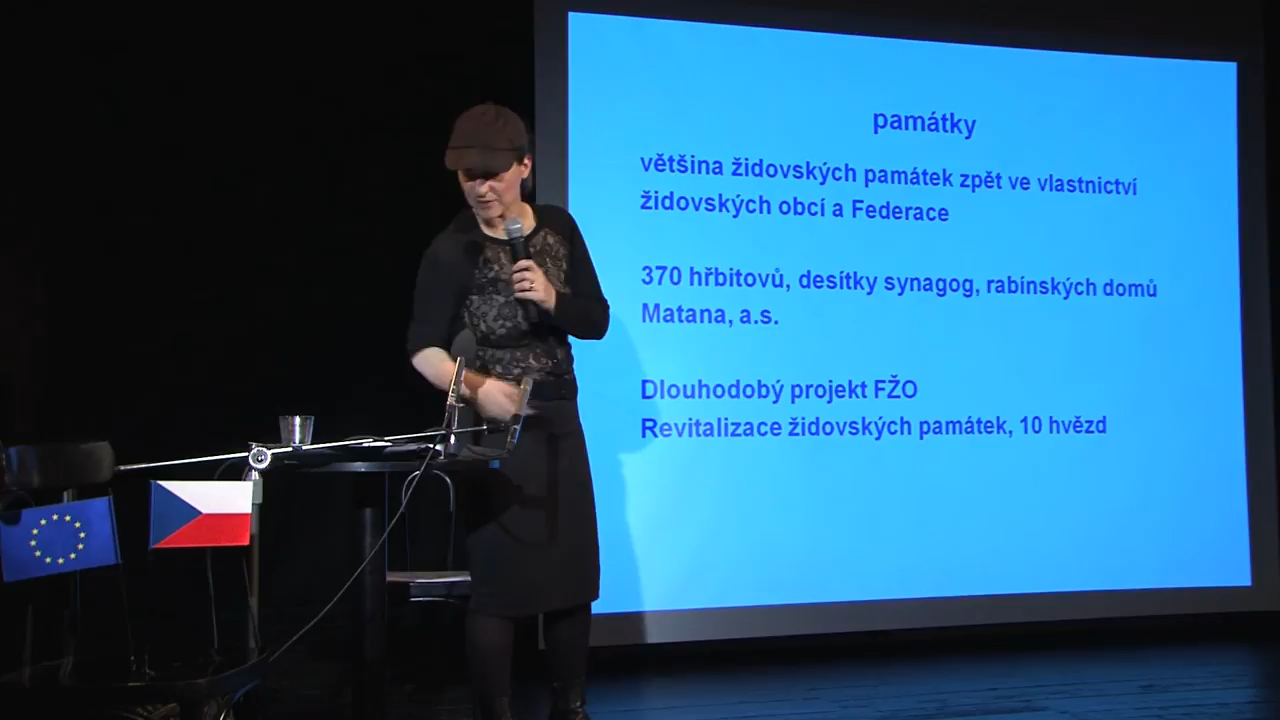 památky
většina židovských památek zpět ve vlastnictví
židovských obcí a Federace
370 hřbitovů, desítky synagog, rabínských domů
Matana, a.s.
Dlouhodobý projekt FŽO
Revitalizace židovských památek, 10 hvězd